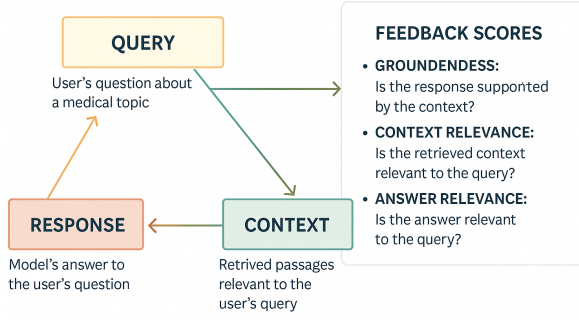 QUERY
User's question about
a medical topic
RESPONSE
Model's answer to
the user's question
CONTEXT
Retrived passages
relevant to the
user's query
FEEDBACK SCORES
• GROUNDENDESS:
Is the response supported
by the context?
• CONTEXT RELEVANCE:
Is the retrieved context
relevant to the query?
• ANSWER RELEVANCE:
Is the answer relevant
to the query?